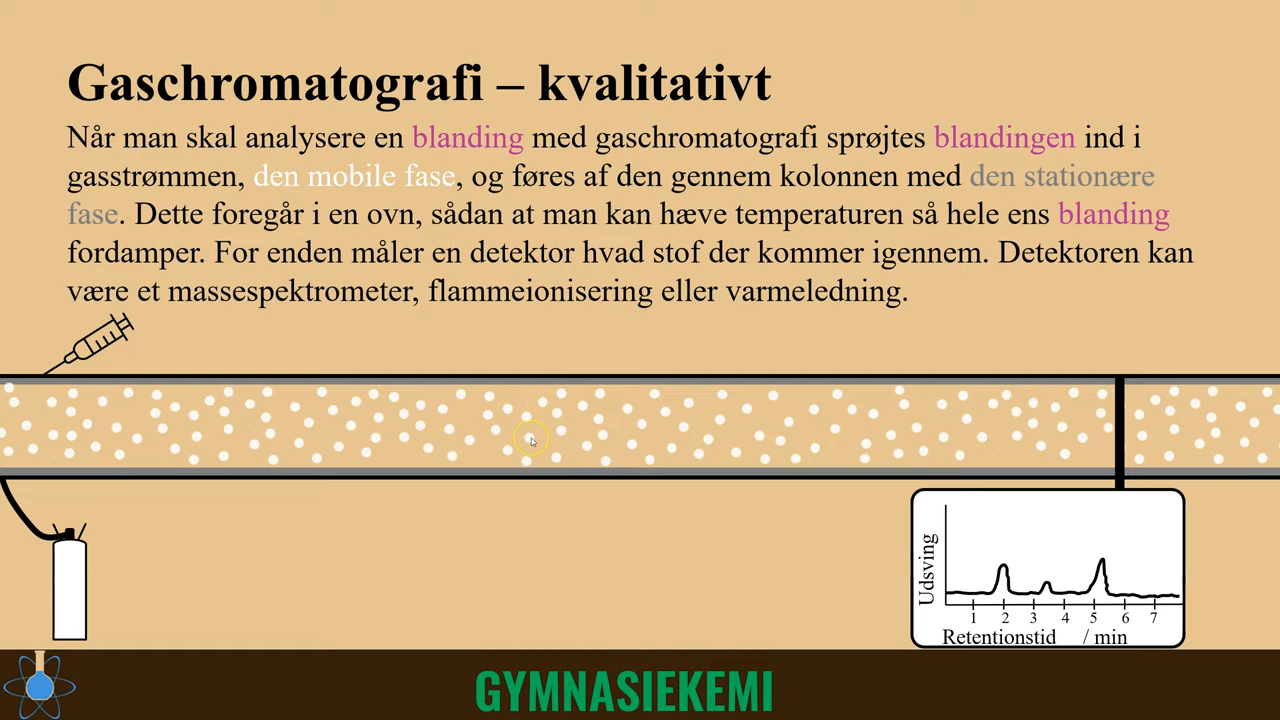 Gaschromatografi – kvalitativt
Når man skal analysere en blanding med gaschromatografi sprøjtes blandingen ind i
gasstrømmen, den mobile fase, og føres af den gennem kolonnen med den stationære
fase. Dette foregår i en ovn, sådan at man kan hæve temperaturen så hele ens blanding
fordamper. For enden måler en detektor hvad stof der kommer igennem. Detektoren kan
være et massespektrometer, flammeionisering eller varmeledning.
Udsving
1 2 3 4 5 6 7
Retentionstid / min
GYMNASIEKEMI